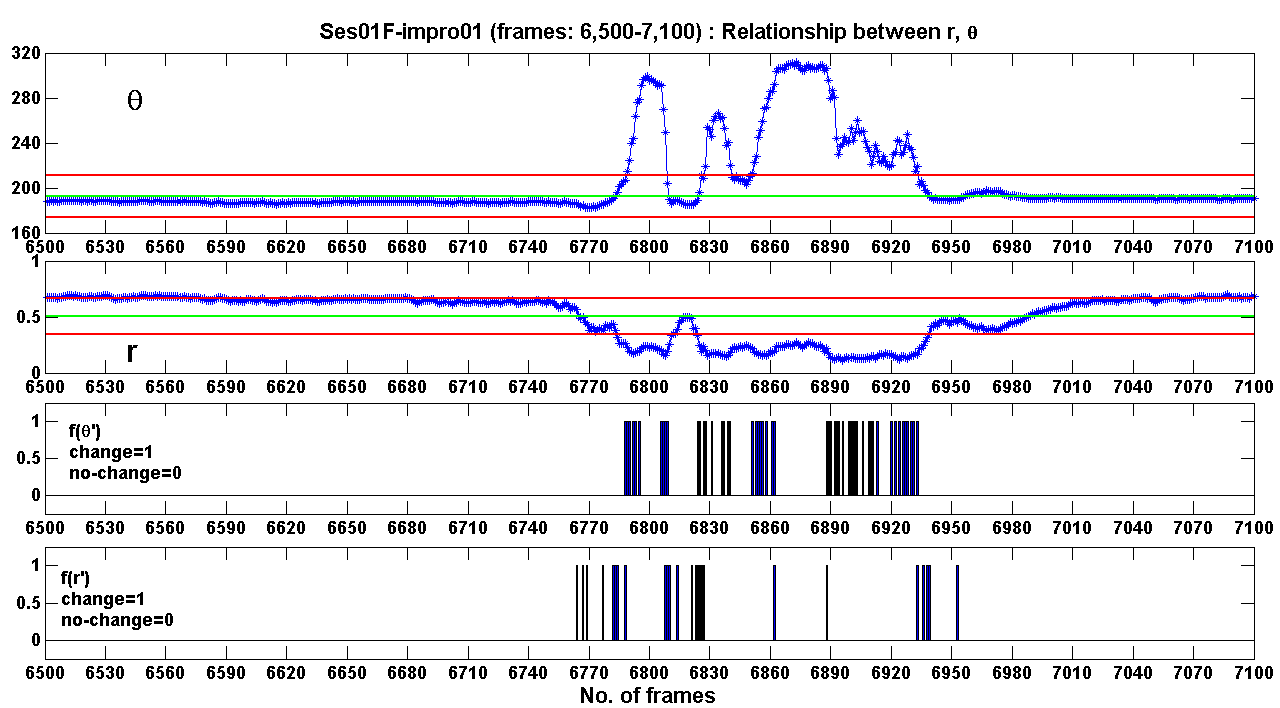 Ses01F-impro01 (frames: 6,500-7,100) : Relationship between r, θ
320
280
240
200
160
θ
6500 6530 6560 6590 6620 6650 6680 6710 6740 6770 6800 6830 6860 6890 6920 6950 6980 7010 7040 7070 7100
1
0.5
0
r
6500 6530 6560 6590 6620 6650 6680 6710 6740 6770 6800 6830 6860 6890 6920 6950 6980 7010 7040 7070 7100
1
0.5
0
f(θ')
change=1
no-change=0
6500 6530 6560 6590 6620 6650 6680 6710 6740 6770 6800 6830 6860 6890 6920 6950 6980 7010 7040 7070 7100
1
0.5
0
f(r')
change=1
no-change=0
6500 6530 6560 6590 6620 6650 6680 6710 6740 6770 6800 6830 6860 6890 6920 6950 6980 7010 7040 7070 7100
No. of frames